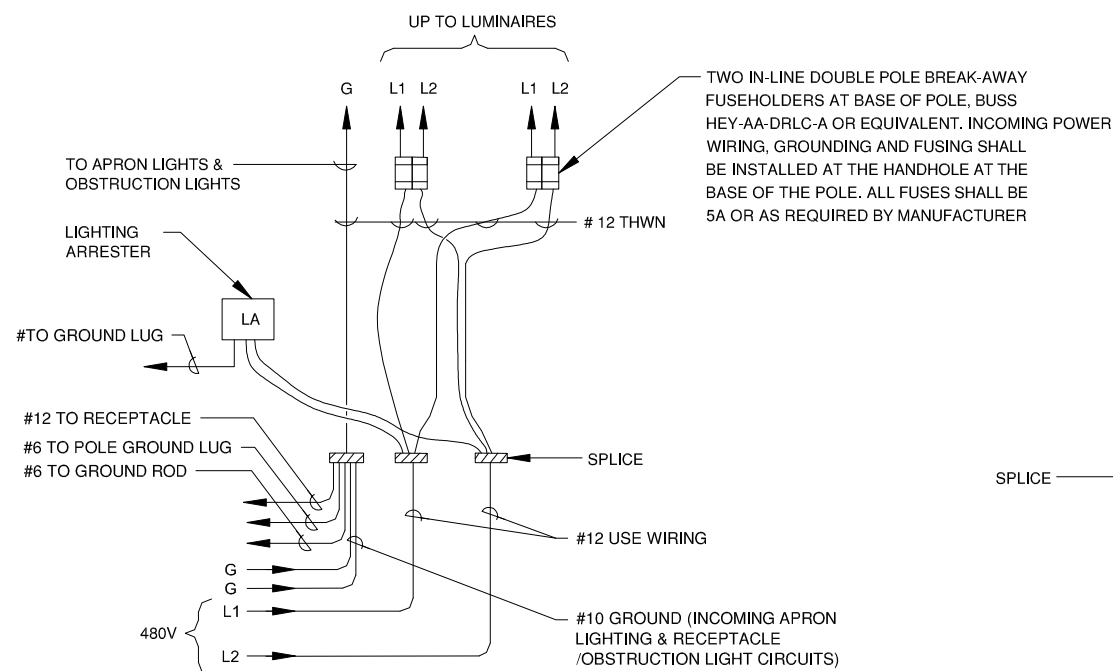 UP TO LUMINAIRES
G L1 L2 L1 L2
TWO IN-LINE DOUBLE POLE BREAK-AWAY
FUSEHOLDERS AT BASE OF POLE, BUSS
HEY-AA-DRLC-A OR EQUIVALENT. INCOMING POWER
WIRING, GROUNDING AND FUSING SHALL
BE INSTALLED AT THE HANDHOLE AT THE
BASE OF THE POLE. ALL FUSES SHALL BE
5A OR AS REQUIRED BY MANUFACTURER
TO APRON LIGHTS &
OBSTRUCTION LIGHTS
# 12 THWN
LIGHTING
ARRESTER
LA
#TO GROUND LUG
#12 TO RECEPTACLE
#6 TO POLE GROUND LUG
#6 TO GROUND ROD
SPLICE
SPLICE
#12 USE WIRING
G
G
L1
480V
L2
#10 GROUND (INCOMING APRON
LIGHTING & RECEPTACLE
/OBSTRUCTION LIGHT CIRCUITS)